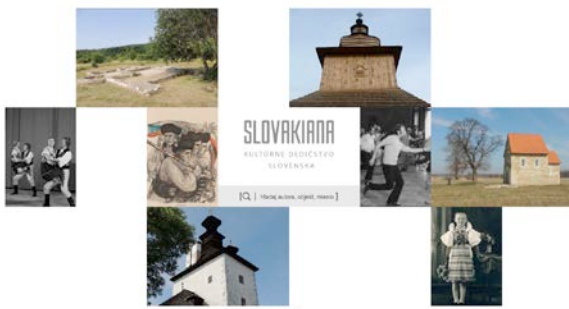 SLOVAKIANA
KULTÚRNE DEDIČSTVO
SLOVENSKA
Hľadaj autora, objekt, miesto